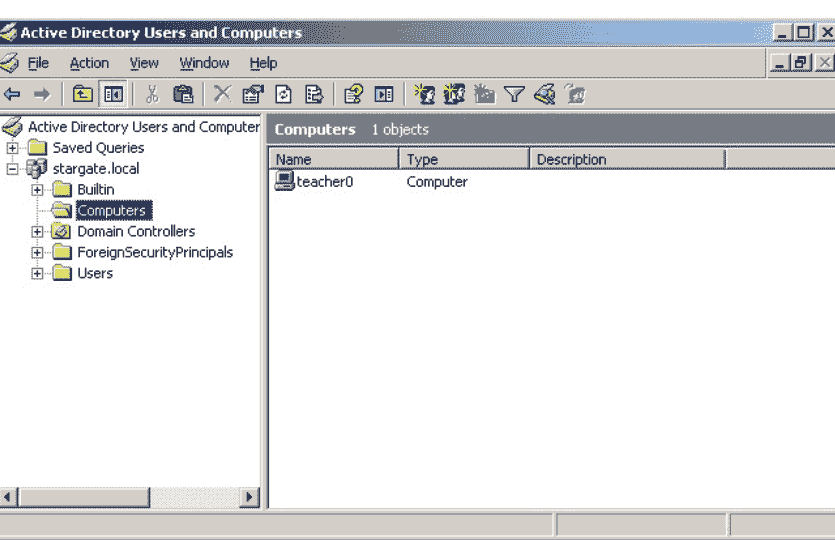 Active Directory Users and Computers
File Action View Window Help
Active Directory Users and Computer
Saved Queries
stargate.local
Builtin
Computers
Domain Controllers
ForeignSecurityPrincipals
Users
Computers 1 objects
Name Type Description
teacher0 Computer